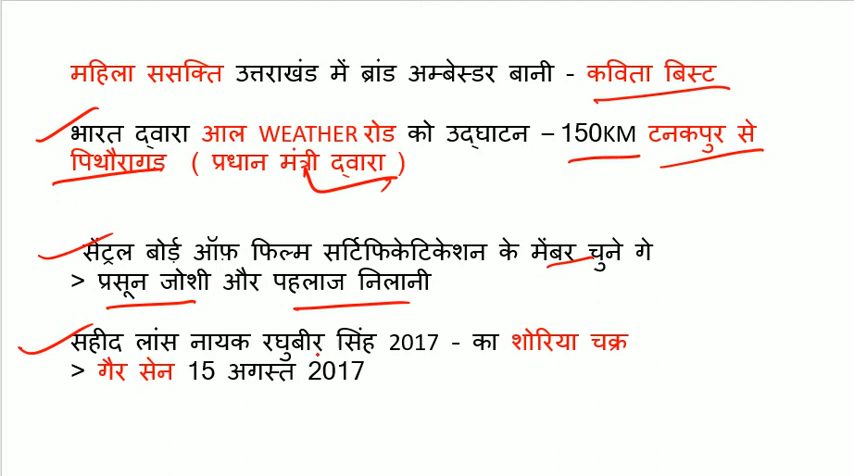 महिला ससक्ति उत्तराखंड में ब्रांड अम्बेस्डर बानी - कविता बिस्ट
भारत द्वारा आल WEATHER रोड को उद्घाटन – 150KM टनकपुर से
पिथौरागड ( प्रधान मंत्री द्वारा )
सेंट्रल बोर्ड ऑफ़ फिल्म सर्टिफिकेटिकेशन के मेंबर चुने गे
> प्रसून जोशी और पहलाज निलानी
सहीद लांस नायक रघुबीर सिंह 2017 - का शोरिया चक्र
> गैर सेन 15 अगस्त 2017